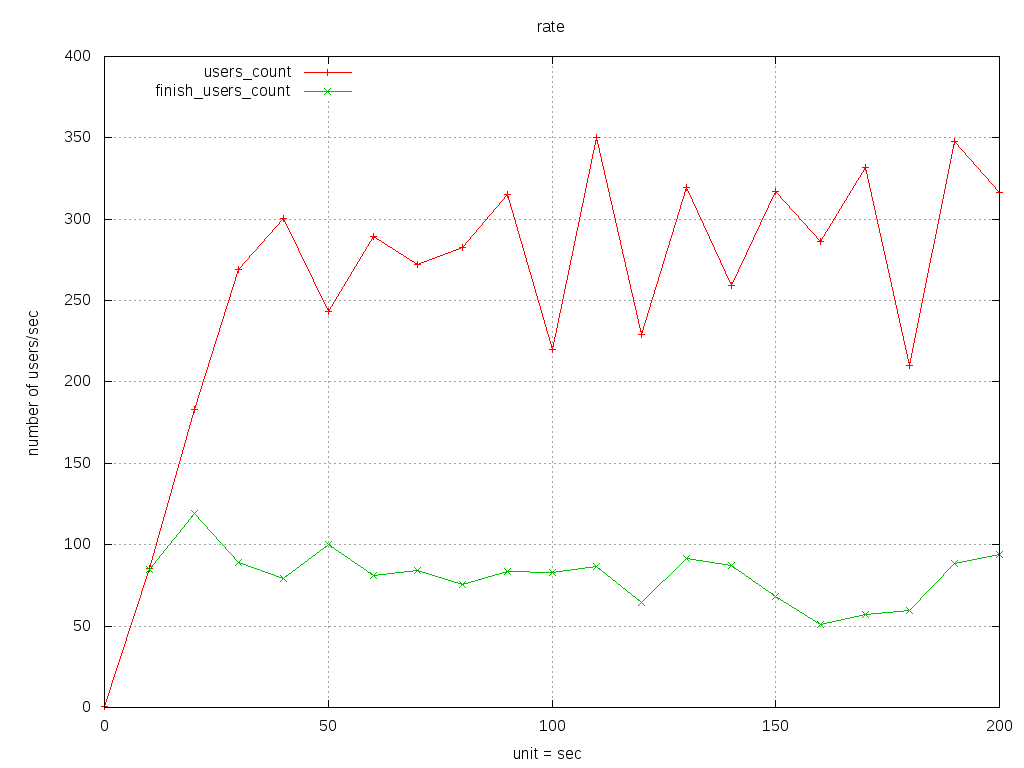 rate
400
350
300
250
200
150
100
50
0
users_count
finish_users_count
number of users/sec
0 50 100 150 200
unit = sec